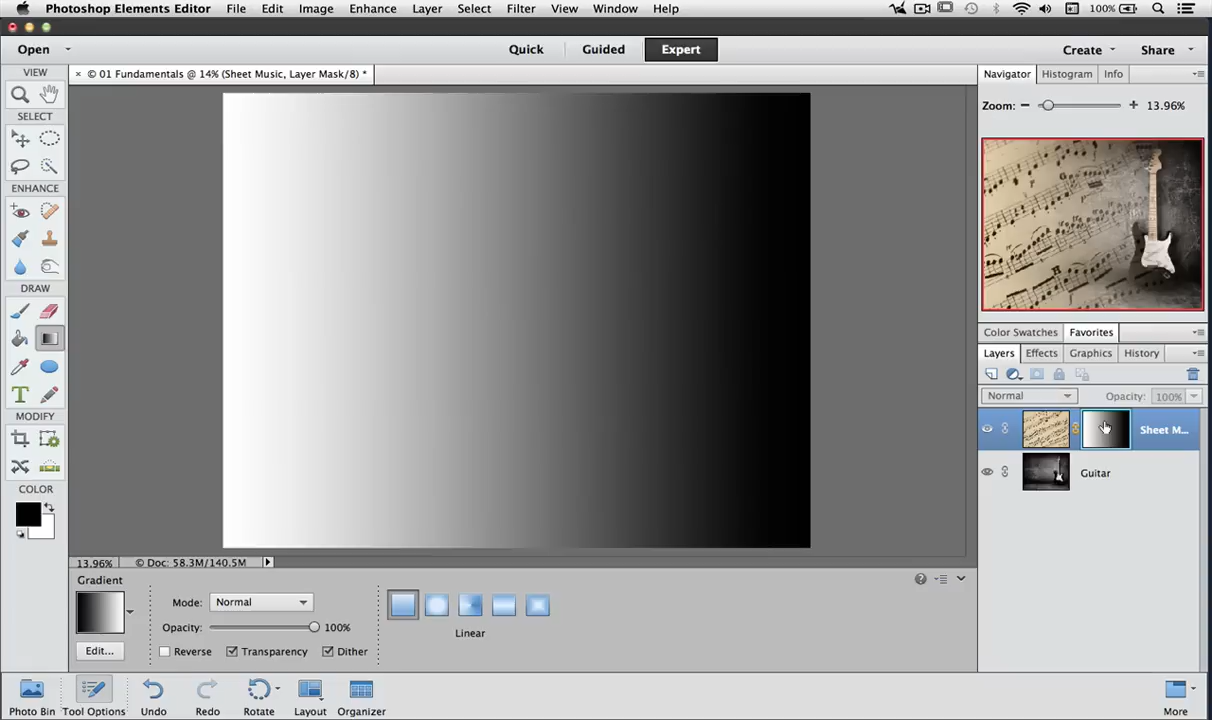 Photoshop Elements Editor File Edit Image Enhance Layer Select Filter View Window Help 100%
Open Quick Guided Expert Create Share
VIEW
× © 01 Fundamentals @ 14% (Sheet Music, Layer Mask/8) *
Navigator Histogram Info
Zoom: 13.96%
SELECT
ENHANCE
DRAW
Color Swatches Favorites
Layers Effects Graphics History
Normal Opacity: 100%
T
MODIFY
Sheet M...
Guitar
COLOR
13.96% © Doc: 58.3M/140.5M
Gradient
Mode: Normal
Opacity: 100%
Linear
Edit... Reverse Transparency Dither
Photo Bin Tool Options Undo Redo Rotate Layout Organizer More